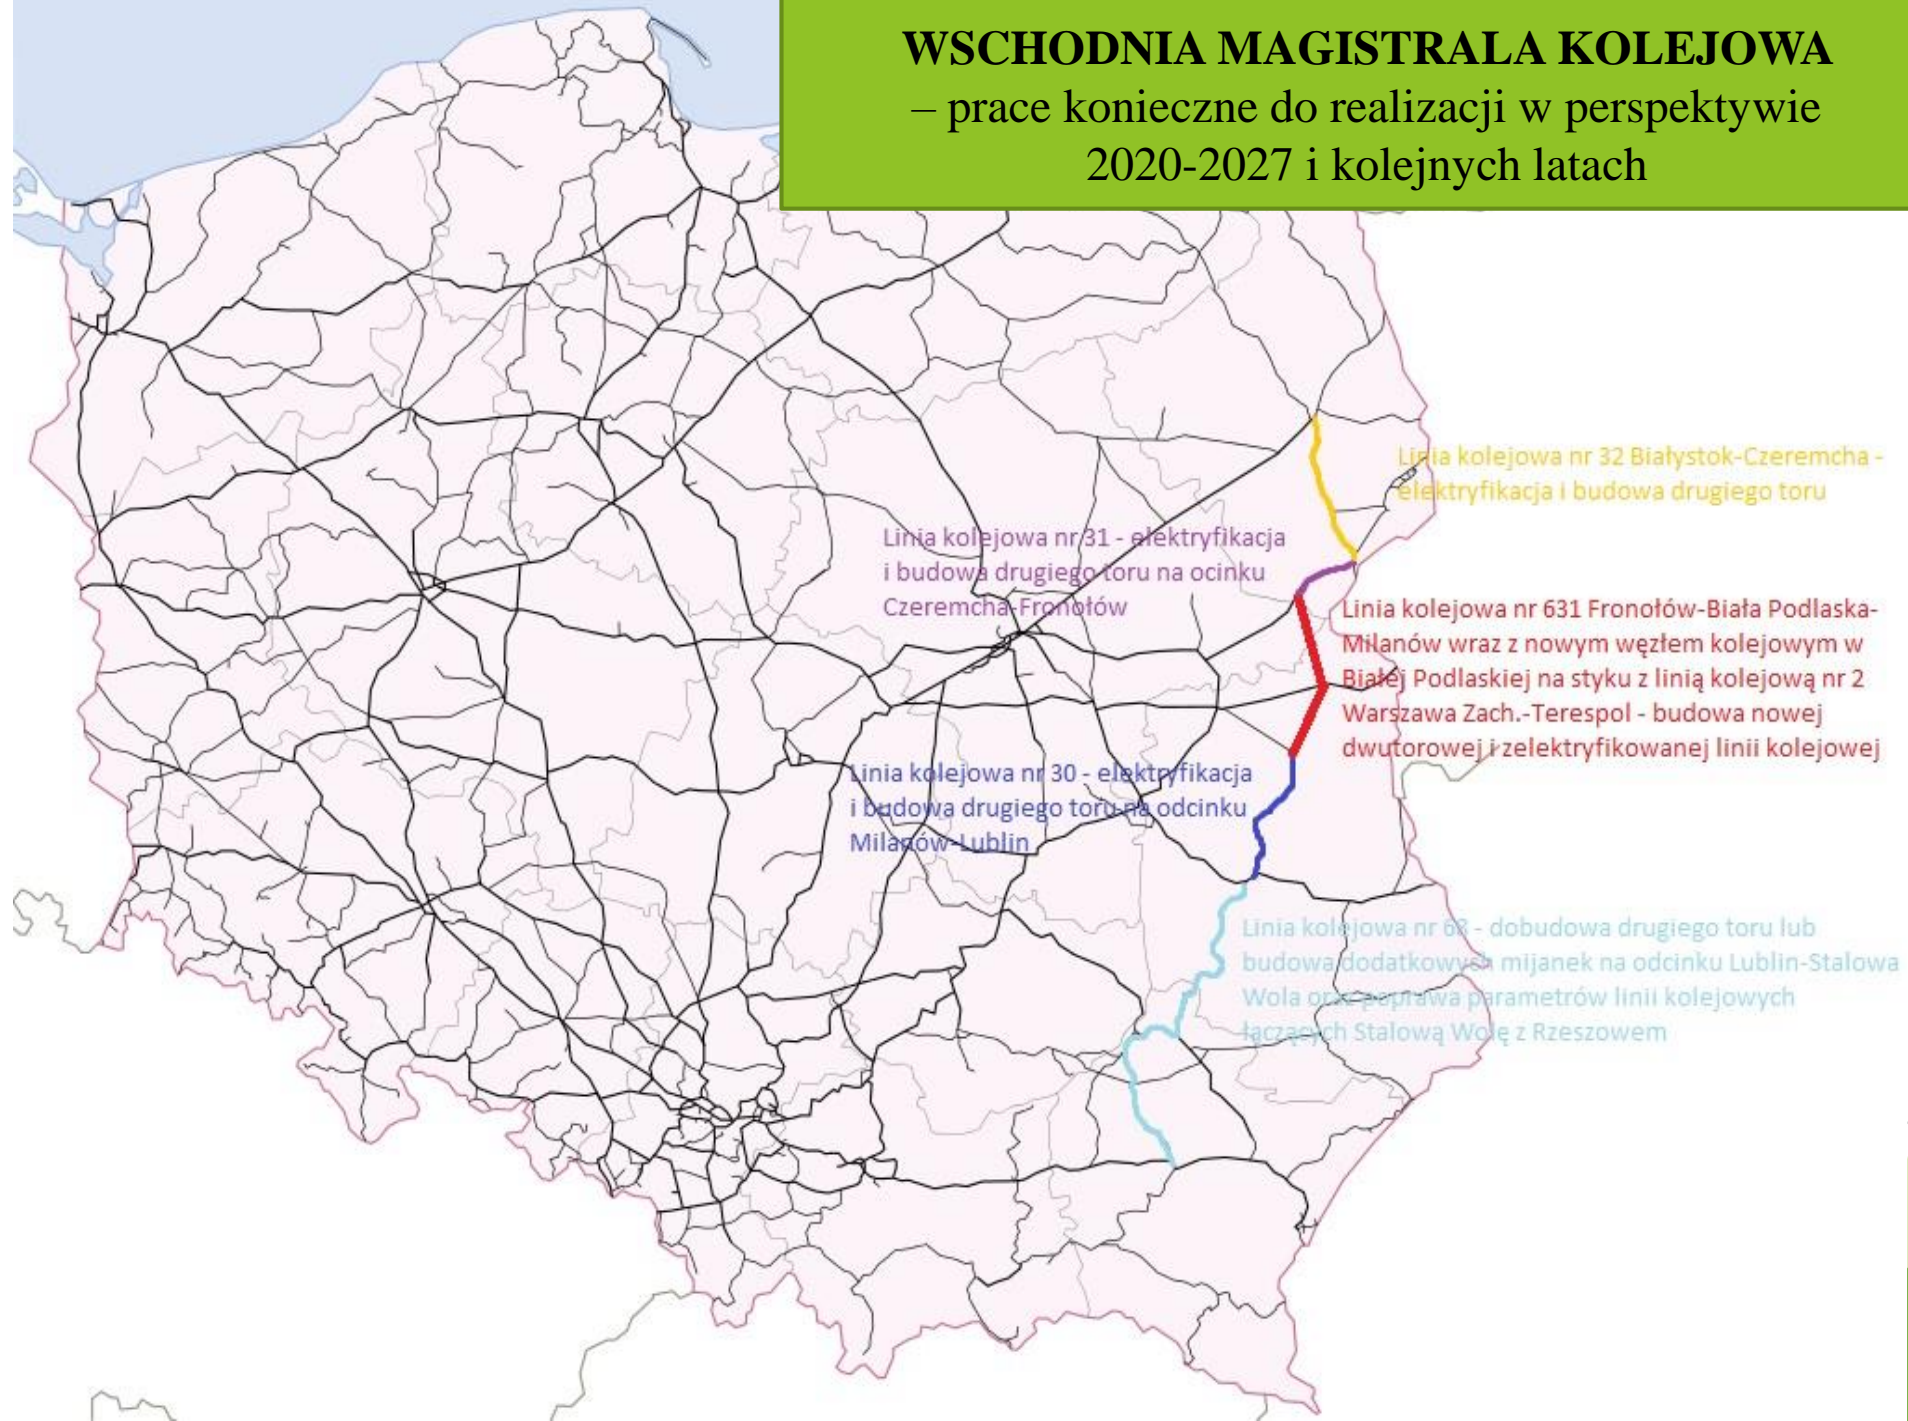 WSCHODNIA MAGISTRALA KOLEJOWA
– prace konieczne do realizacji w perspektywie
2020-2027 i kolejnych latach
Linia kolejowa nr 32 Białystok-Czeremcha -
elektryfikacja i budowa drugiego toru
Linia kolejowa nr 31 - elektryfikacja
i budowa drugiego toru na ocinku
Czeremcha-Fronołów
Linia kolejowa nr 631 Fronołów-Biała Podlaska-
Milanów wraz z nowym węzłem kolejowym w
Białej Podlaskiej na styku z linią kolejową nr 2
Warszawa Zach.-Terespol - budowa nowej
dwutorowej i zelektryfikowanej linii kolejowej
Linia kolejowa nr 30 - elektryfikacja
i budowa drugiego toru na odcinku
Milanów-Lublin
Linia kolejowa nr 68 - dobudowa drugiego toru lub
budowa dodatkowych mijanek na odcinku Lublin-Stalowa
Wola oraz poprawa parametrów linii kolejowych
łączących Stalową Wolę z Rzeszowem